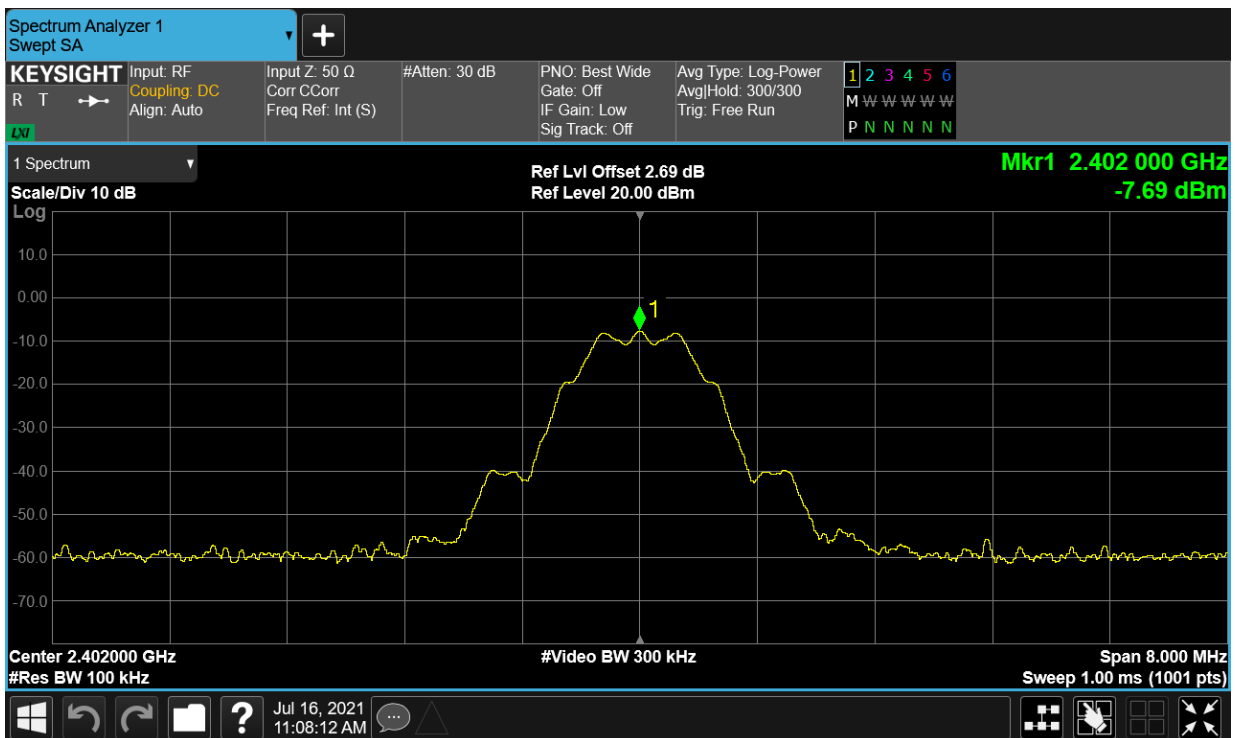 Spectrum Analyzer 1
Swept SA
KEYSIGHT
R T
LXI
Input: RF
Coupling: DC
Align: Auto
Input Z: 50 Ω
Corr CCorr
Freq Ref: Int (S)
#Atten: 30 dB
PNO: Best Wide
Gate: Off
IF Gain: Low
Sig Track: Off
Avg Type: Log-Power
Avg|Hold: 300/300
Trig: Free Run
1 2 3 4 5 6
M W W W W W
P N N N N N
1 Spectrum
Scale/Div 10 dB
Ref Lvl Offset 2.69 dB
Ref Level 20.00 dBm
Mkr1 2.402 000 GHz
-7.69 dBm
Log
10.0
0.00
-10.0
-20.0
-30.0
-40.0
-50.0
-60.0
-70.0
1
Center 2.402000 GHz
#Res BW 100 kHz
#Video BW 300 kHz
Span 8.000 MHz
Sweep 1.00 ms (1001 pts)
?
Jul 16, 2021
11:08:12 AM